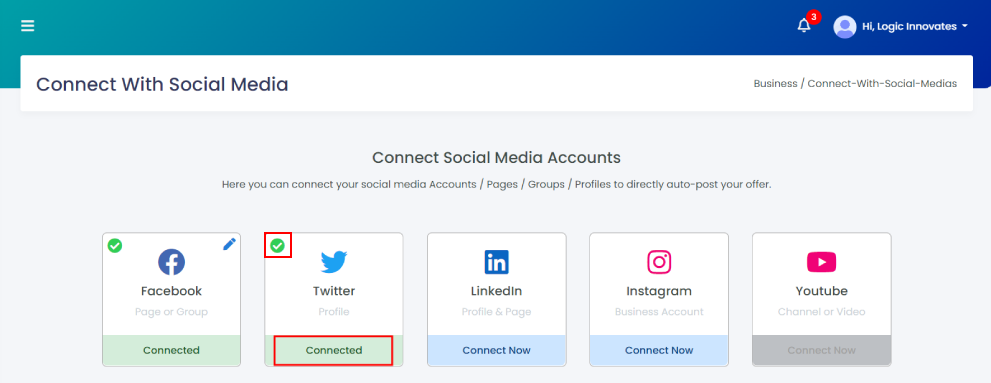 3
Hi, Logic Innovates
Connect With Social Media
Business / Connect-With-Social-Medias
Connect Social Media Accounts
Here you can connect your social media Accounts / Pages / Groups / Profiles to directly auto-post your offer.
Facebook
Page or Group
Connected
Twitter
Profile
Connected
LinkedIn
Profile & Page
Connect Now
Instagram
Business Account
Connect Now
Youtube
Channel or Video
Connect Now